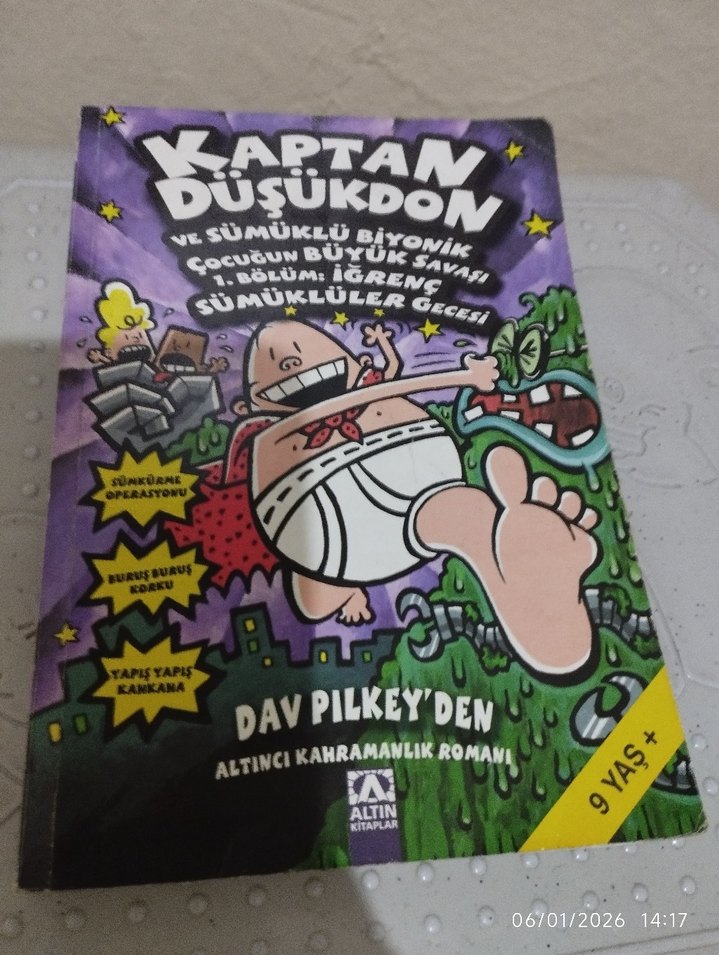 KAPTAN
DÜŞÜKDON
VE SÜMÜKLÜ BİYONİK
ÇOCUĞUN BÜYÜK SAVAŞI
1. BÖLÜM: İĞRENÇ
SÜMÜKLÜLER GECESİ
SÜMKÜRME
OPERASYONU
BURUŞ BURUŞ
KORKU
YAPIŞ YAPIŞ
KANKANA
DAV PILKEY'DEN
ALTINCI KAHRAMANLIK ROMANI
ALTIN
KİTAPLAR
9 YAŞ +
06/01/2026 14:17